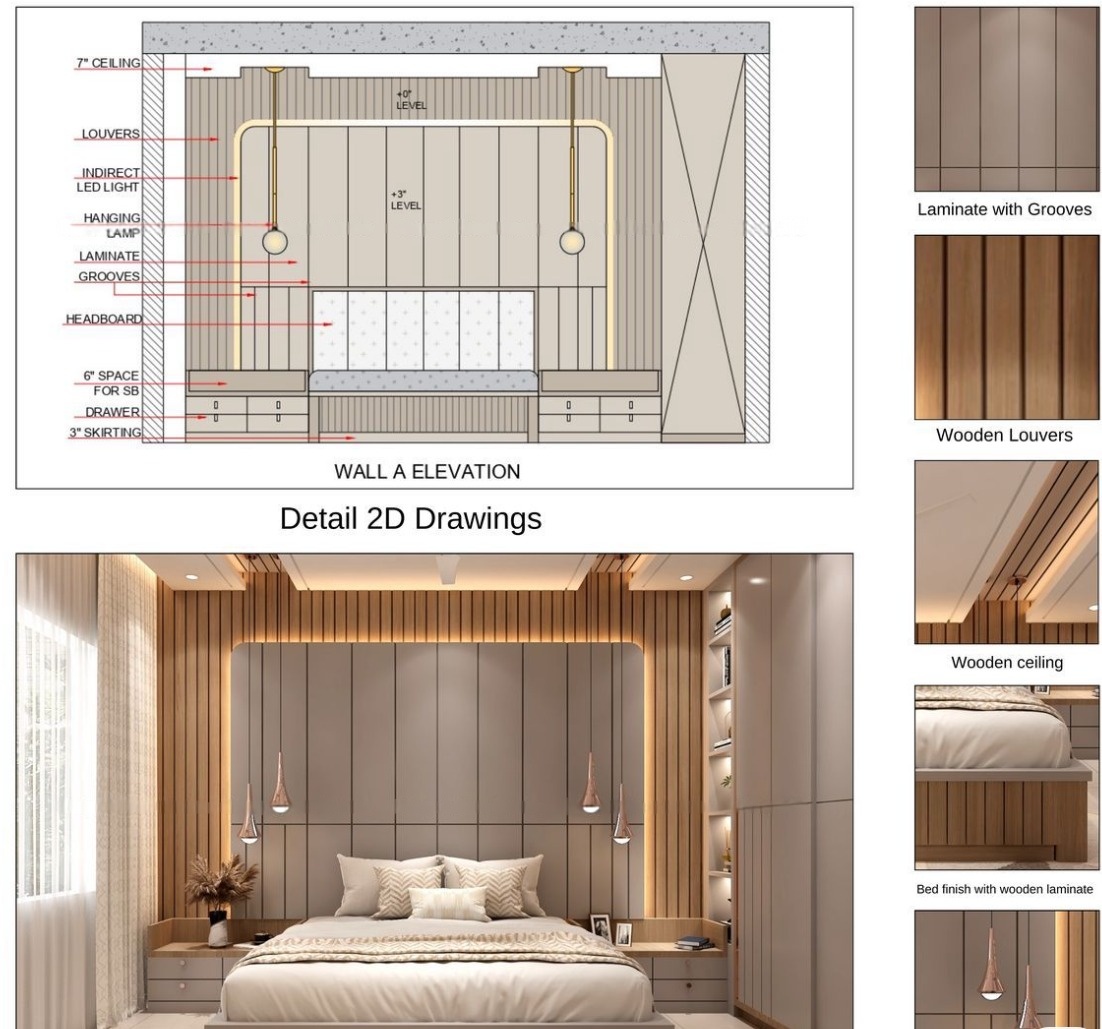 7" CEILING
+0"
LEVEL
LOUVERS
INDIRECT
LED LIGHT
+3"
LEVEL
HANGING
LAMP
LAMINATE
GROOVES
HEADBOARD
6" SPACE
FOR SB
DRAWER
3" SKIRTING
WALL A ELEVATION
Detail 2D Drawings
Laminate with Grooves
Wooden Louvers
Wooden ceiling
Bed finish with wooden laminate